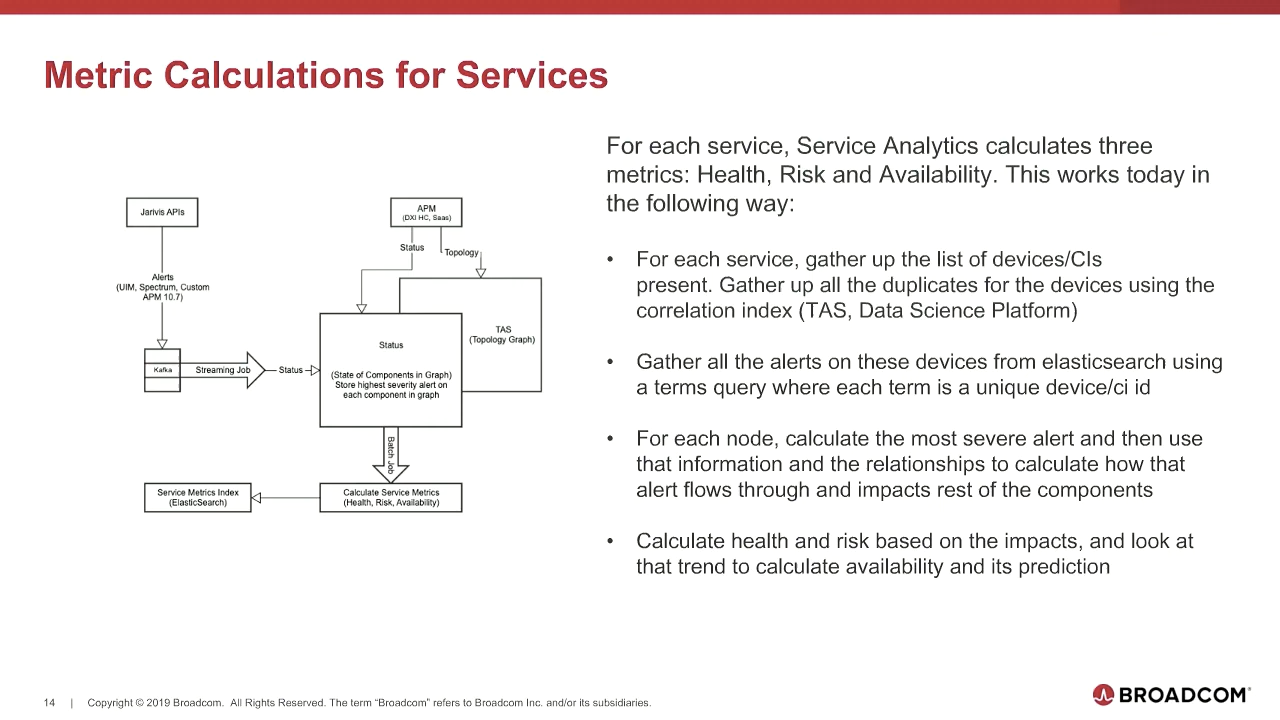 Metric Calculations for Services
For each service, Service Analytics calculates three
metrics: Health, Risk and Availability. This works today in
the following way:
• For each service, gather up the list of devices/CIs
present. Gather up all the duplicates for the devices using the
correlation index (TAS, Data Science Platform)
• Gather all the alerts on these devices from elasticsearch using
a terms query where each term is a unique device/ci id
• For each node, calculate the most severe alert and then use
that information and the relationships to calculate how that
alert flows through and impacts rest of the components
• Calculate health and risk based on the impacts, and look at
that trend to calculate availability and its prediction
Jarivis APIs
APM
(DXI HC, Saas)
Status
Topology
Alerts
(UIM, Spectrum, Custom
APM 10.7)
TAS
(Topology Graph)
Status
(State of Components in Graph)
Store highest severity alert on
each component in graph
Kafka
Streaming Job
Status
Batch Job
Service Metrics Index
(ElasticSearch)
Calculate Service Metrics
(Health, Risk, Availability)
14 | Copyright © 2019 Broadcom. All Rights Reserved. The term “Broadcom” refers to Broadcom Inc. and/or its subsidiaries.
BROADCOM®